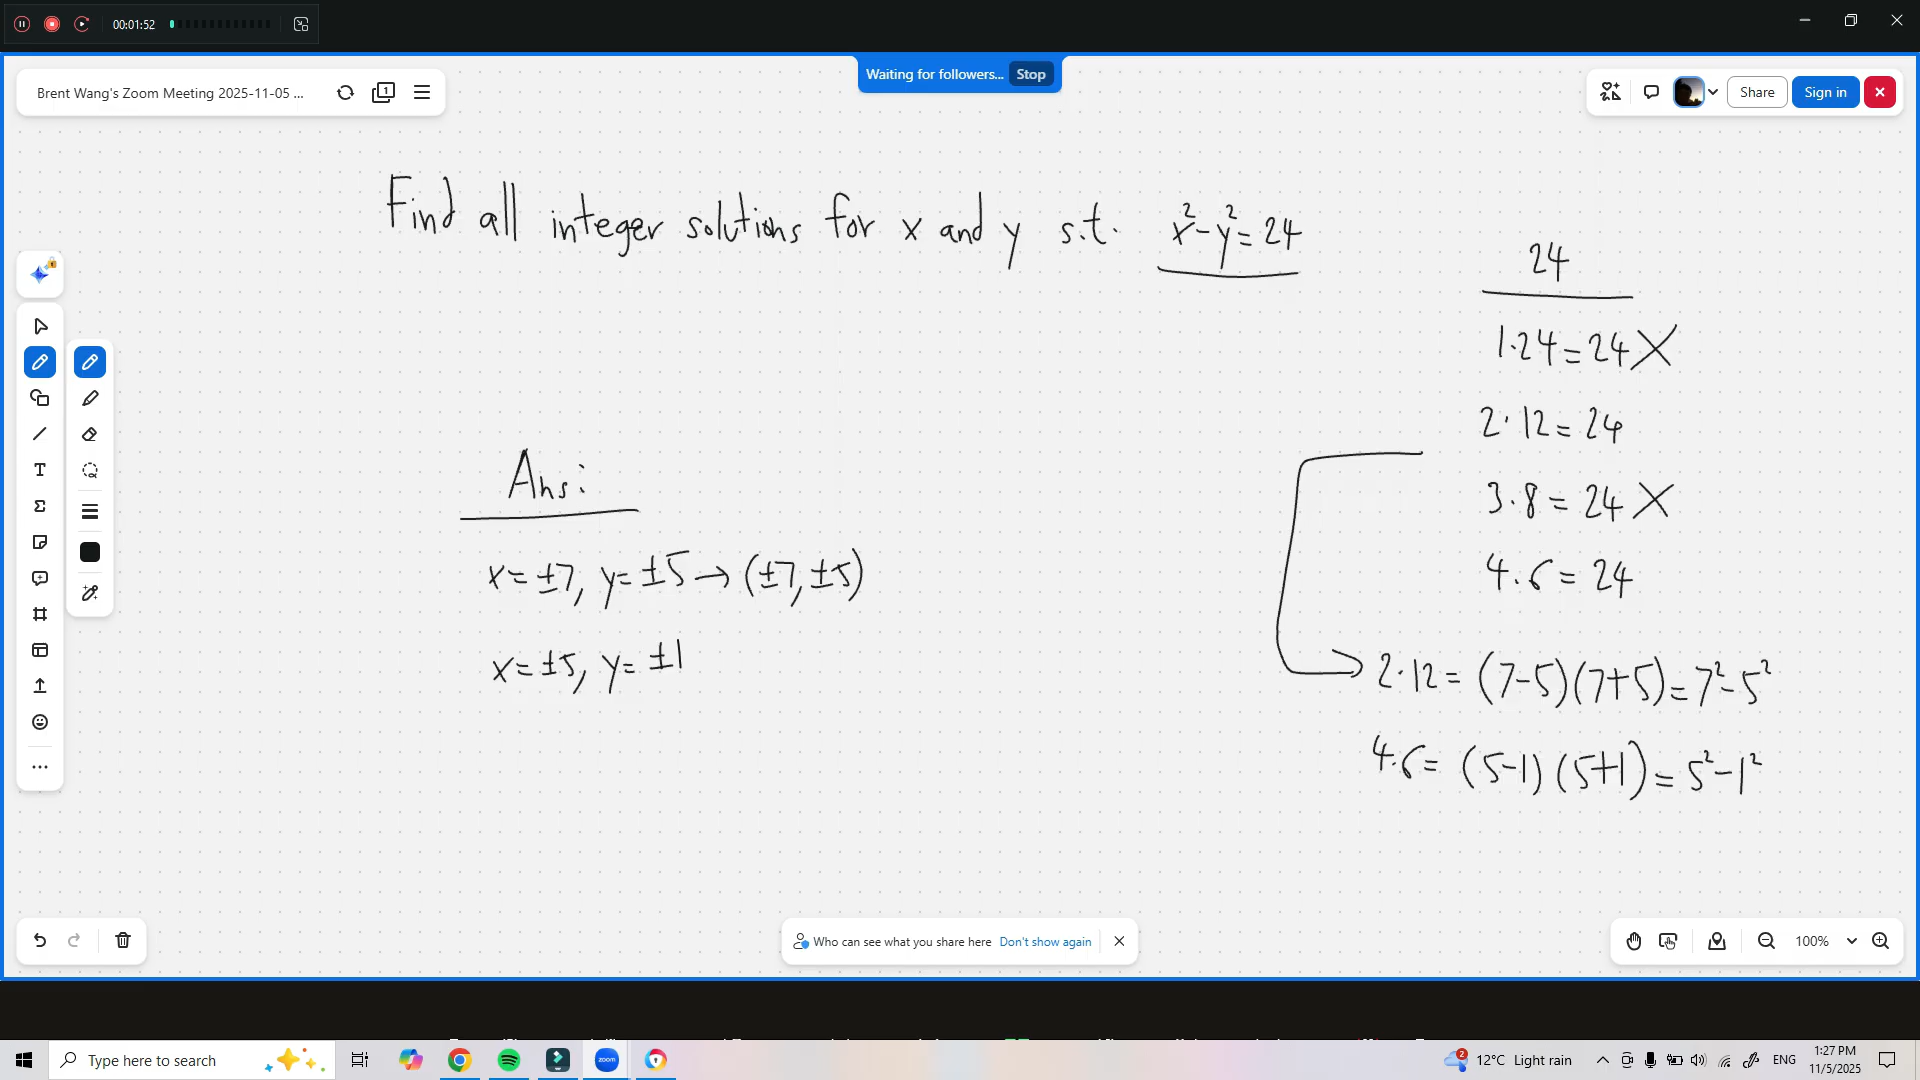 00:01:52
Waiting for followers... Stop
Brent Wang's Zoom Meeting 2025-11-05 ...
1
Share
Sign in
Find all integer solutions for x and y s.t. x²-y²=24
24
1·24=24 X
2·12=24
3·8=24 X
4·6=24
Ans:
x=±7, y=±5→(±7,±5)
x=±5, y=±1
2·12=(7-5)(7+5)=7²-5²
4·6=(5-1)(5+1)=5²-1²
Who can see what you share here Don't show again
100%
Type here to search
zoom
2
12°C Light rain
ENG
1:27 PM
11/5/2025